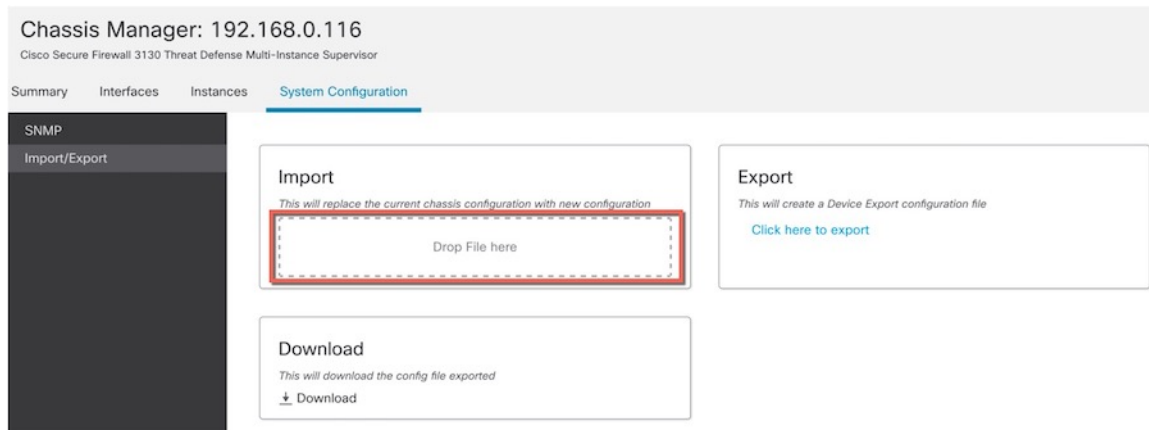 Chassis Manager: 192.168.0.116
Cisco Secure Firewall 3130 Threat Defense Multi-Instance Supervisor
Summary Interfaces Instances System Configuration
SNMP
Import/Export
Import
This will replace the current chassis configuration with new configuration
Drop File here
Export
This will create a Device Export configuration file
Click here to export
Download
This will download the config file exported
Download